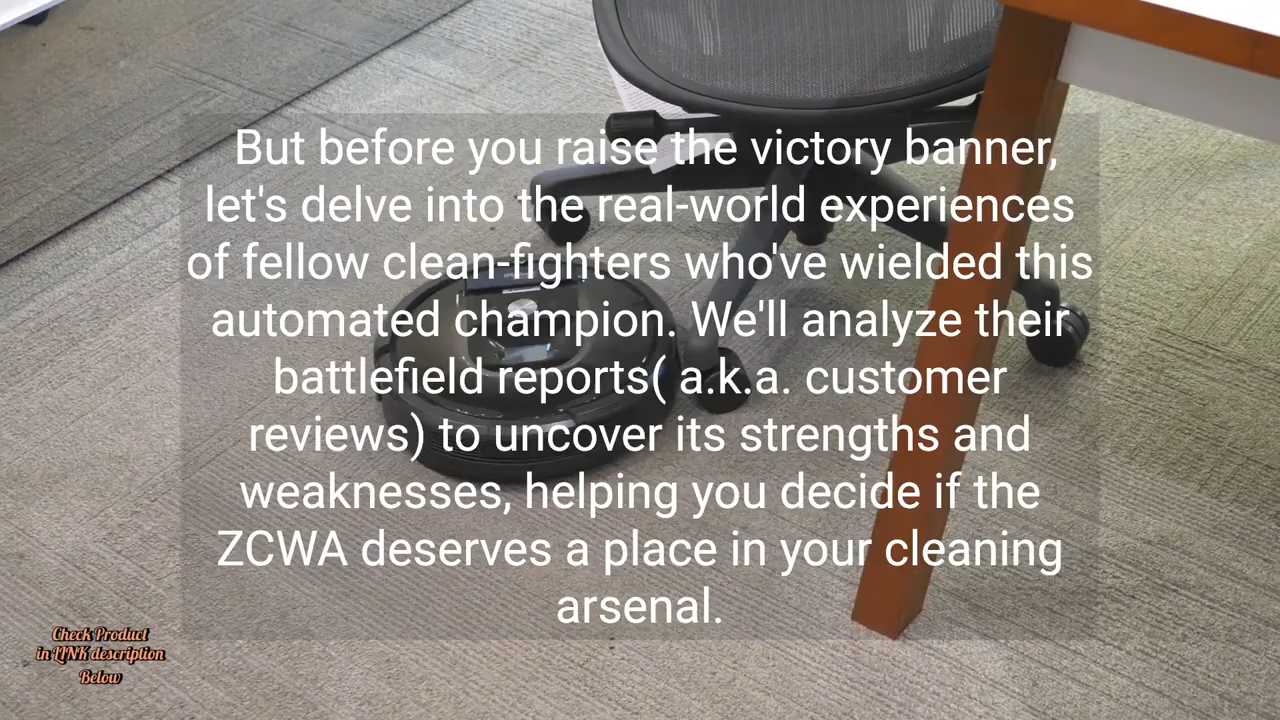 But before you raise the victory banner,
let's delve into the real-world experiences
of fellow clean-fighters who've wielded this
automated champion. We'll analyze their
battlefield reports( a.k.a. customer
reviews) to uncover its strengths and
weaknesses, helping you decide if the
ZCWA deserves a place in your cleaning
arsenal.
Check Product
in LINK description
Below